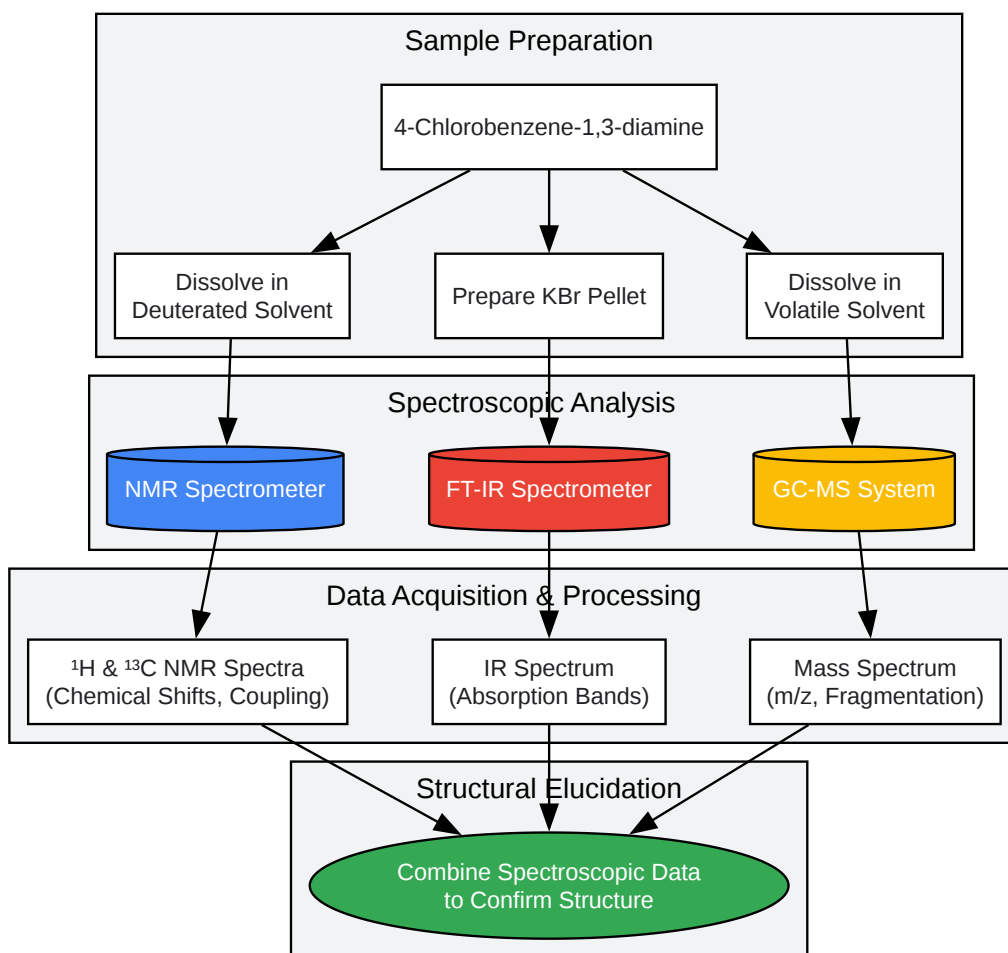 Sample Preparation
4-Chlorobenzene-1,3-diamine
Dissolve in
Deuterated Solvent
Prepare KBr Pellet
Dissolve in
Volatile Solvent
Spectroscopic Analysis
NMR Spectrometer
FT-IR Spectrometer
GC-MS System
Data Acquisition & Processing
¹H & ¹³C NMR Spectra
(Chemical Shifts, Coupling)
IR Spectrum
(Absorption Bands)
Mass Spectrum
(m/z, Fragmentation)
Structural Elucidation
Combine Spectroscopic Data
to Confirm Structure